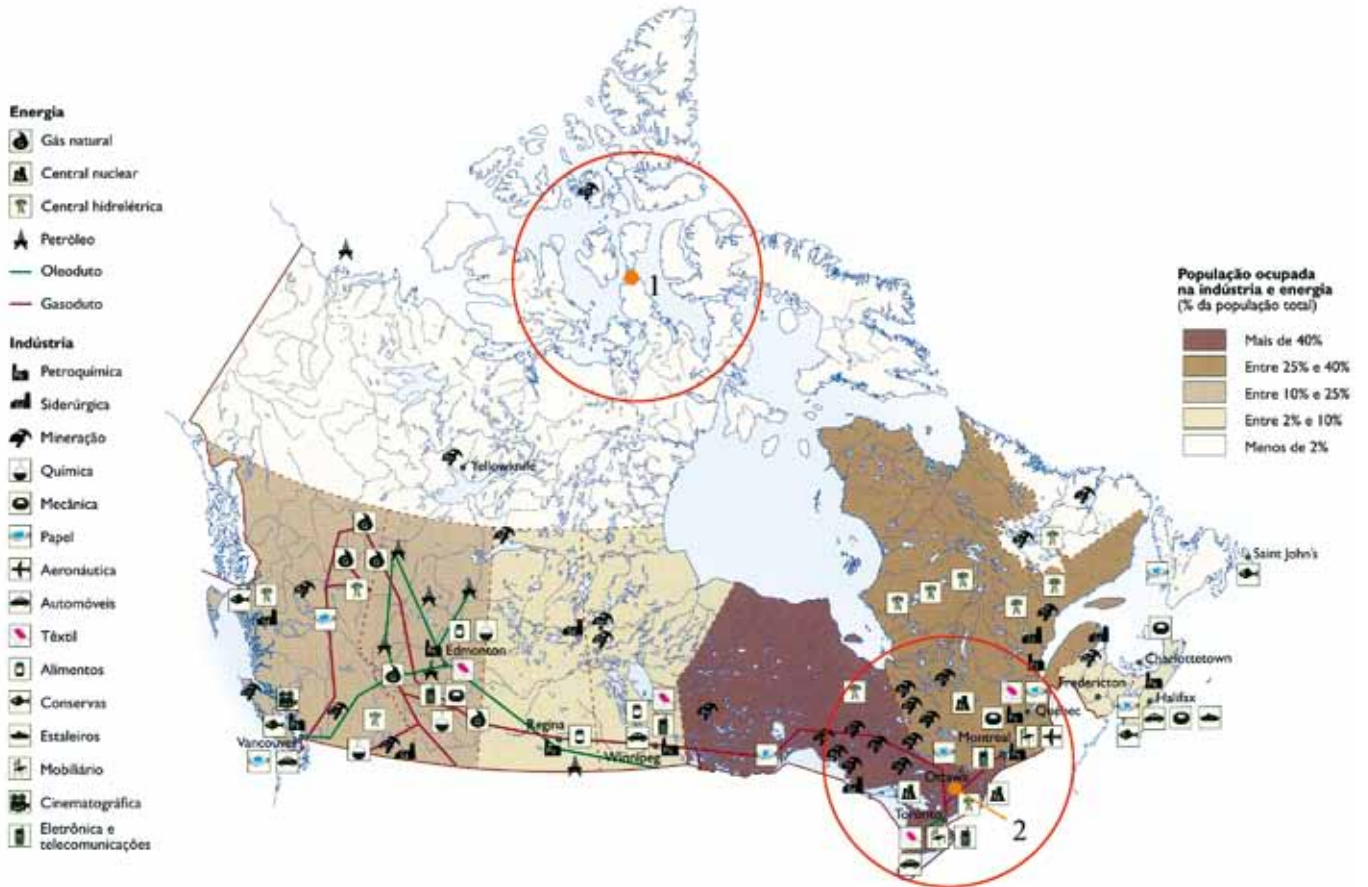 Energia
Gás natural
Central nuclear
Central hidrelétrica
Petróleo
Oleoduto
Gasoduto
Indústria
Petroquímica
Siderúrgica
Mineração
Química
Mecânica
Papel
Aeronáutica
Automóveis
Têxtil
Alimentos
Conservas
Estaleiros
Mobiliário
Cinematográfica
Eletrônica e
telecomunicações
1
Yellowknife
Edmonton
Vancouver
Regina
Winnipeg
Saint John's
Charlottetown
Fredericton
Halifax
Quebec
Montreal
Ottawa
Toronto
2
População ocupada
na indústria e energia
(% da população total)
Mais de 40%
Entre 25% e 40%
Entre 10% e 25%
Entre 2% e 10%
Menos de 2%